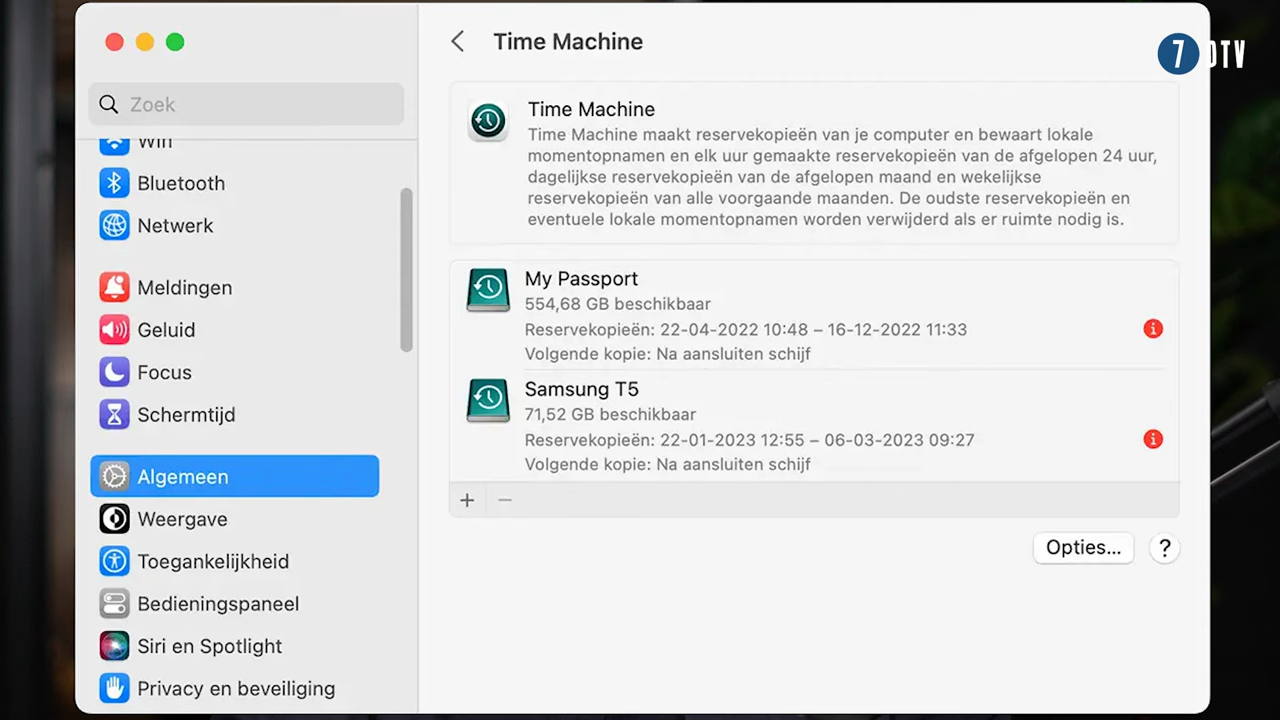 Time Machine
7 DTV
Zoek
Wifi
Bluetooth
Netwerk
Meldingen
Geluid
Focus
Schermtijd
Algemeen
Weergave
Toegankelijkheid
Bedieningspaneel
Siri en Spotlight
Privacy en beveiliging
Time Machine
Time Machine maakt reservekopieën van je computer en bewaart lokale
momentopnamen en elk uur gemaakte reservekopieën van de afgelopen 24 uur,
dagelijkse reservekopieën van de afgelopen maand en wekelijkse
reservekopieën van alle voorgaande maanden. De oudste reservekopieën en
eventuele lokale momentopnamen worden verwijderd als er ruimte nodig is.
My Passport
554,68 GB beschikbaar
Reservekopieën: 22-04-2022 10:48 – 16-12-2022 11:33
Volgende kopie: Na aansluiten schijf
Samsung T5
71,52 GB beschikbaar
Reservekopieën: 22-01-2023 12:55 – 06-03-2023 09:27
Volgende kopie: Na aansluiten schijf
+ −
Opties... ?